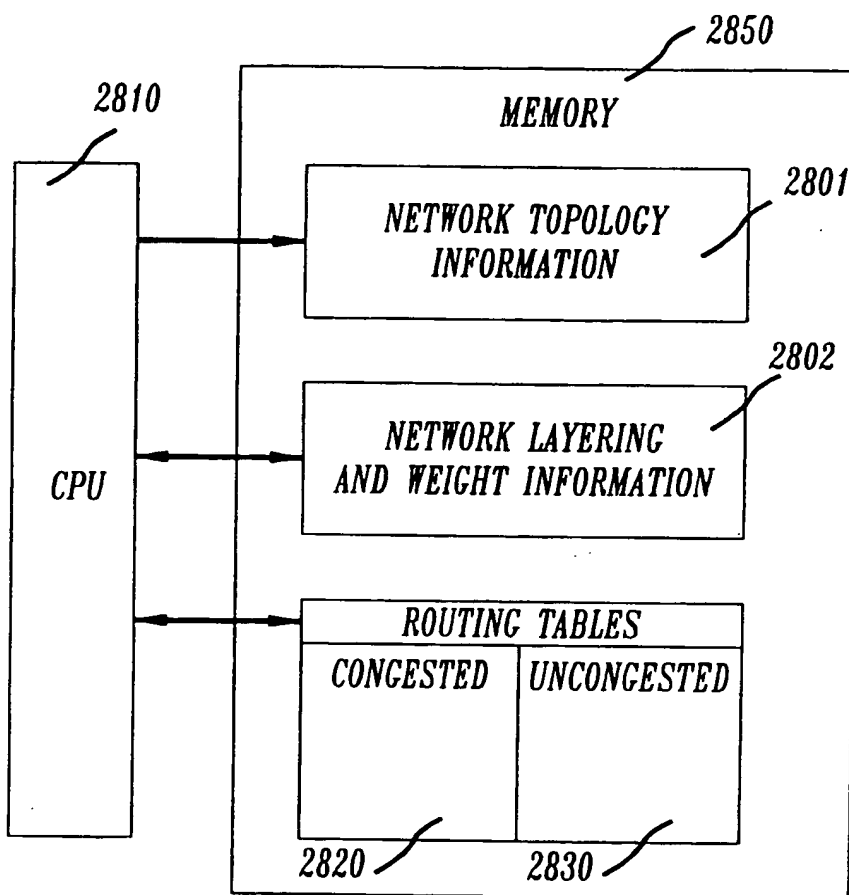 2850
2810
MEMORY
2801
NETWORK TOPOLOGY
INFORMATION
2802
NETWORK LAYERING
AND WEIGHT INFORMATION
CPU
ROUTING TABLES
CONGESTED
UNCONGESTED
2820
2830